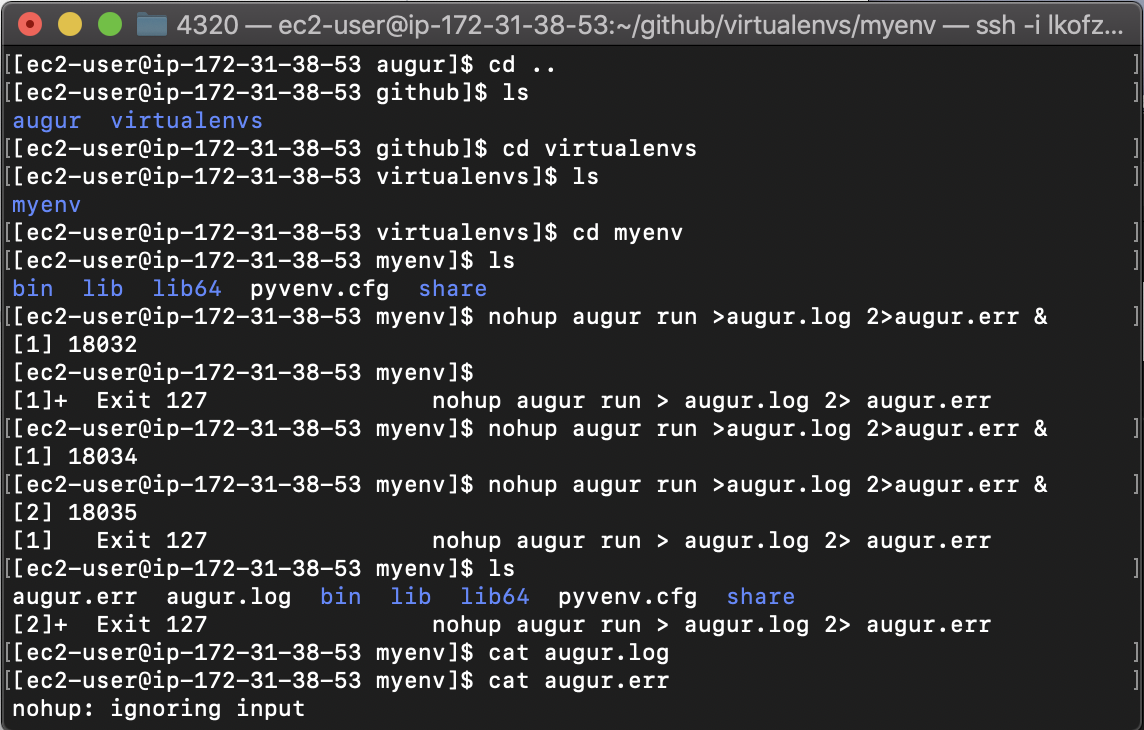 4320 — ec2-user@ip-172-31-38-53:~/github/virtualenvs/myenv — ssh -i lkofz...
[[ec2-user@ip-172-31-38-53 augur]$ cd .. ]
[[ec2-user@ip-172-31-38-53 github]$ ls ]
augur  virtualenvs
[[ec2-user@ip-172-31-38-53 github]$ cd virtualenvs ]
[[ec2-user@ip-172-31-38-53 virtualenvs]$ ls ]
myenv
[[ec2-user@ip-172-31-38-53 virtualenvs]$ cd myenv ]
[[ec2-user@ip-172-31-38-53 myenv]$ ls ]
bin  lib  lib64  pyvenv.cfg  share
[[ec2-user@ip-172-31-38-53 myenv]$ nohup augur run >augur.log 2>augur.err & ]
[1] 18032
[ec2-user@ip-172-31-38-53 myenv]$
[1]+  Exit 127                nohup augur run > augur.log 2> augur.err
[[ec2-user@ip-172-31-38-53 myenv]$ nohup augur run >augur.log 2>augur.err & ]
[1] 18034
[[ec2-user@ip-172-31-38-53 myenv]$ nohup augur run >augur.log 2>augur.err & ]
[2] 18035
[1]   Exit 127                nohup augur run > augur.log 2> augur.err
[[ec2-user@ip-172-31-38-53 myenv]$ ls ]
augur.err  augur.log  bin  lib  lib64  pyvenv.cfg  share
[2]+  Exit 127                nohup augur run > augur.log 2> augur.err
[[ec2-user@ip-172-31-38-53 myenv]$ cat augur.log ]
[[ec2-user@ip-172-31-38-53 myenv]$ cat augur.err ]
nohup: ignoring input